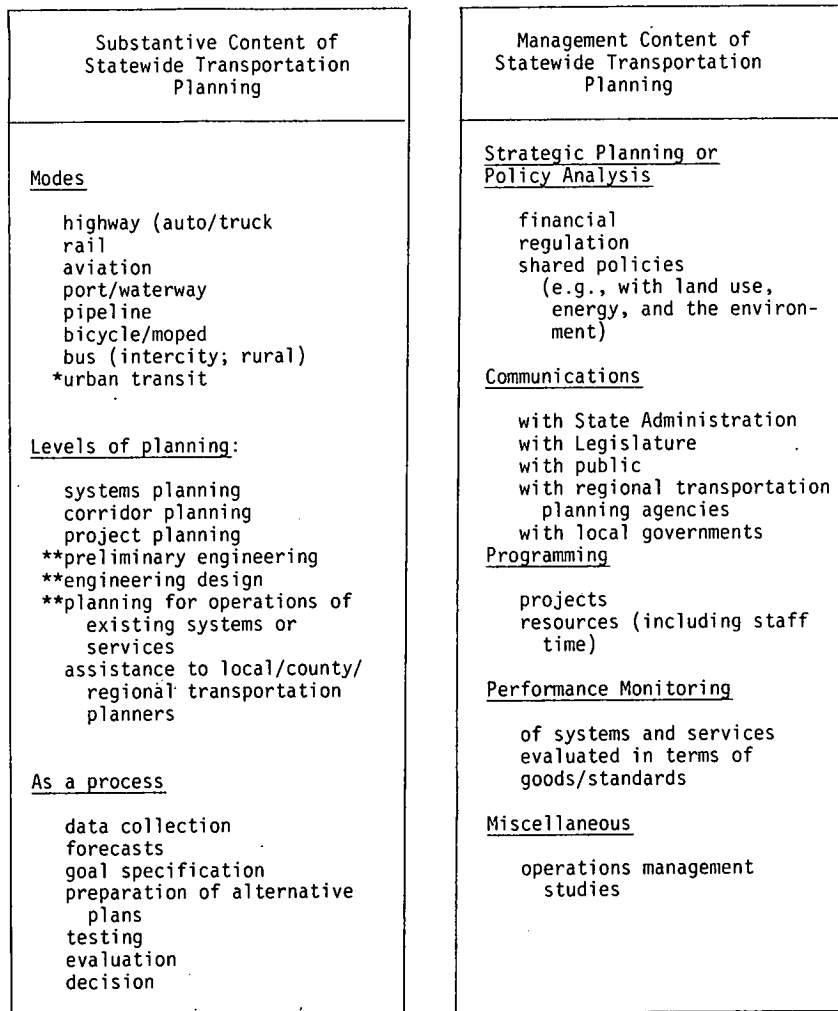 Substantive Content of
Statewide Transportation
Planning
Modes
highway (auto/truck
rail
aviation
port/waterway
pipeline
bicycle/moped
bus (intercity; rural)
*urban transit
Levels of planning:
systems planning
corridor planning
project planning
**preliminary engineering
**engineering design
**planning for operations of
existing systems or
services
assistance to local/county/
regional transportation
planners
As a process
data collection
forecasts
goal specification
preparation of alternative
plans
testing
evaluation
decision
Management Content of
Statewide Transportation
Planning
Strategic Planning or
Policy Analysis
financial
regulation
shared policies
(e.g., with land use,
energy, and the environ-
ment)
Communications
with State Administration
with Legislature
with public
with regional transportation
planning agencies
with local governments
Programming
projects
resources (including staff
time)
Performance Monitoring
of systems and services
evaluated in terms of
goods/standards
Miscellaneous
operations management
studies